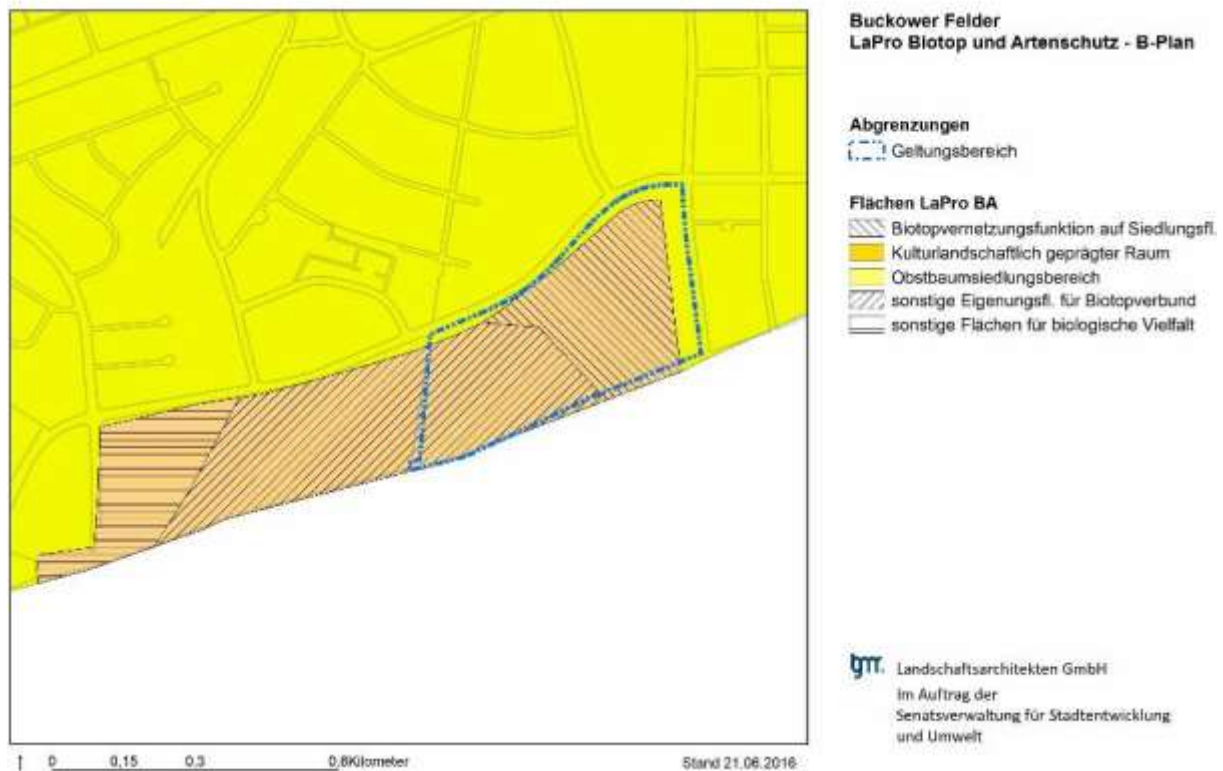 Buckower Felder
LaPro Biotop und Artenschutz - B-Plan
Abgrenzungen
Geltungsbereich
Flächen LaPro BA
Biotopvernetzungsfunktion auf Siedlungsfl.
Kulturlandschaftlich geprägter Raum
Obstbaumsiedlungsbereich
sonstige Eigenungsfl. für Biotopverbund
sonstige Flächen für biologische Vielfalt
gm. Landschaftsarchitekten GmbH
Im Auftrag der
Senatsverwaltung für Stadtentwicklung
und Umwelt
0 0,15 0,3 0,6Kilometer
Stand 21.06.2016